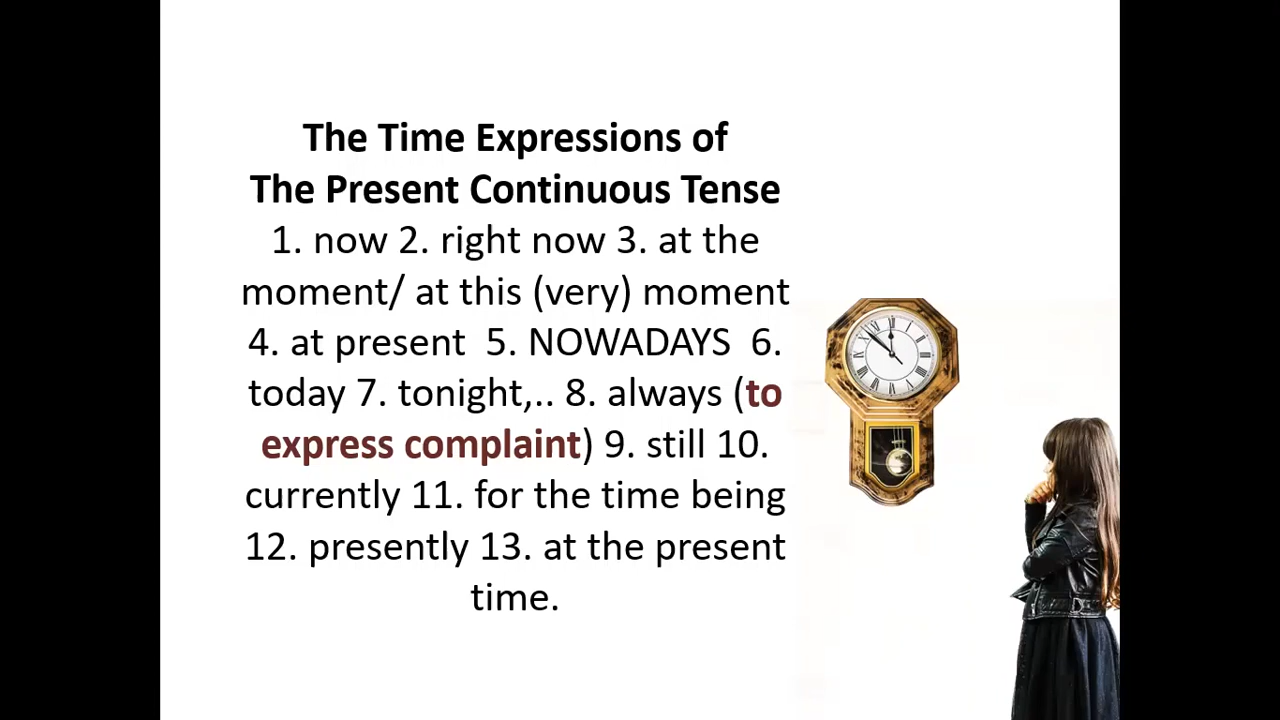 The Time Expressions of
The Present Continuous Tense
1. now 2. right now 3. at the
moment/ at this (very) moment
4. at present 5. NOWADAYS 6.
today 7. tonight,.. 8. always (to
express complaint) 9. still 10.
currently 11. for the time being
12. presently 13. at the present
time.